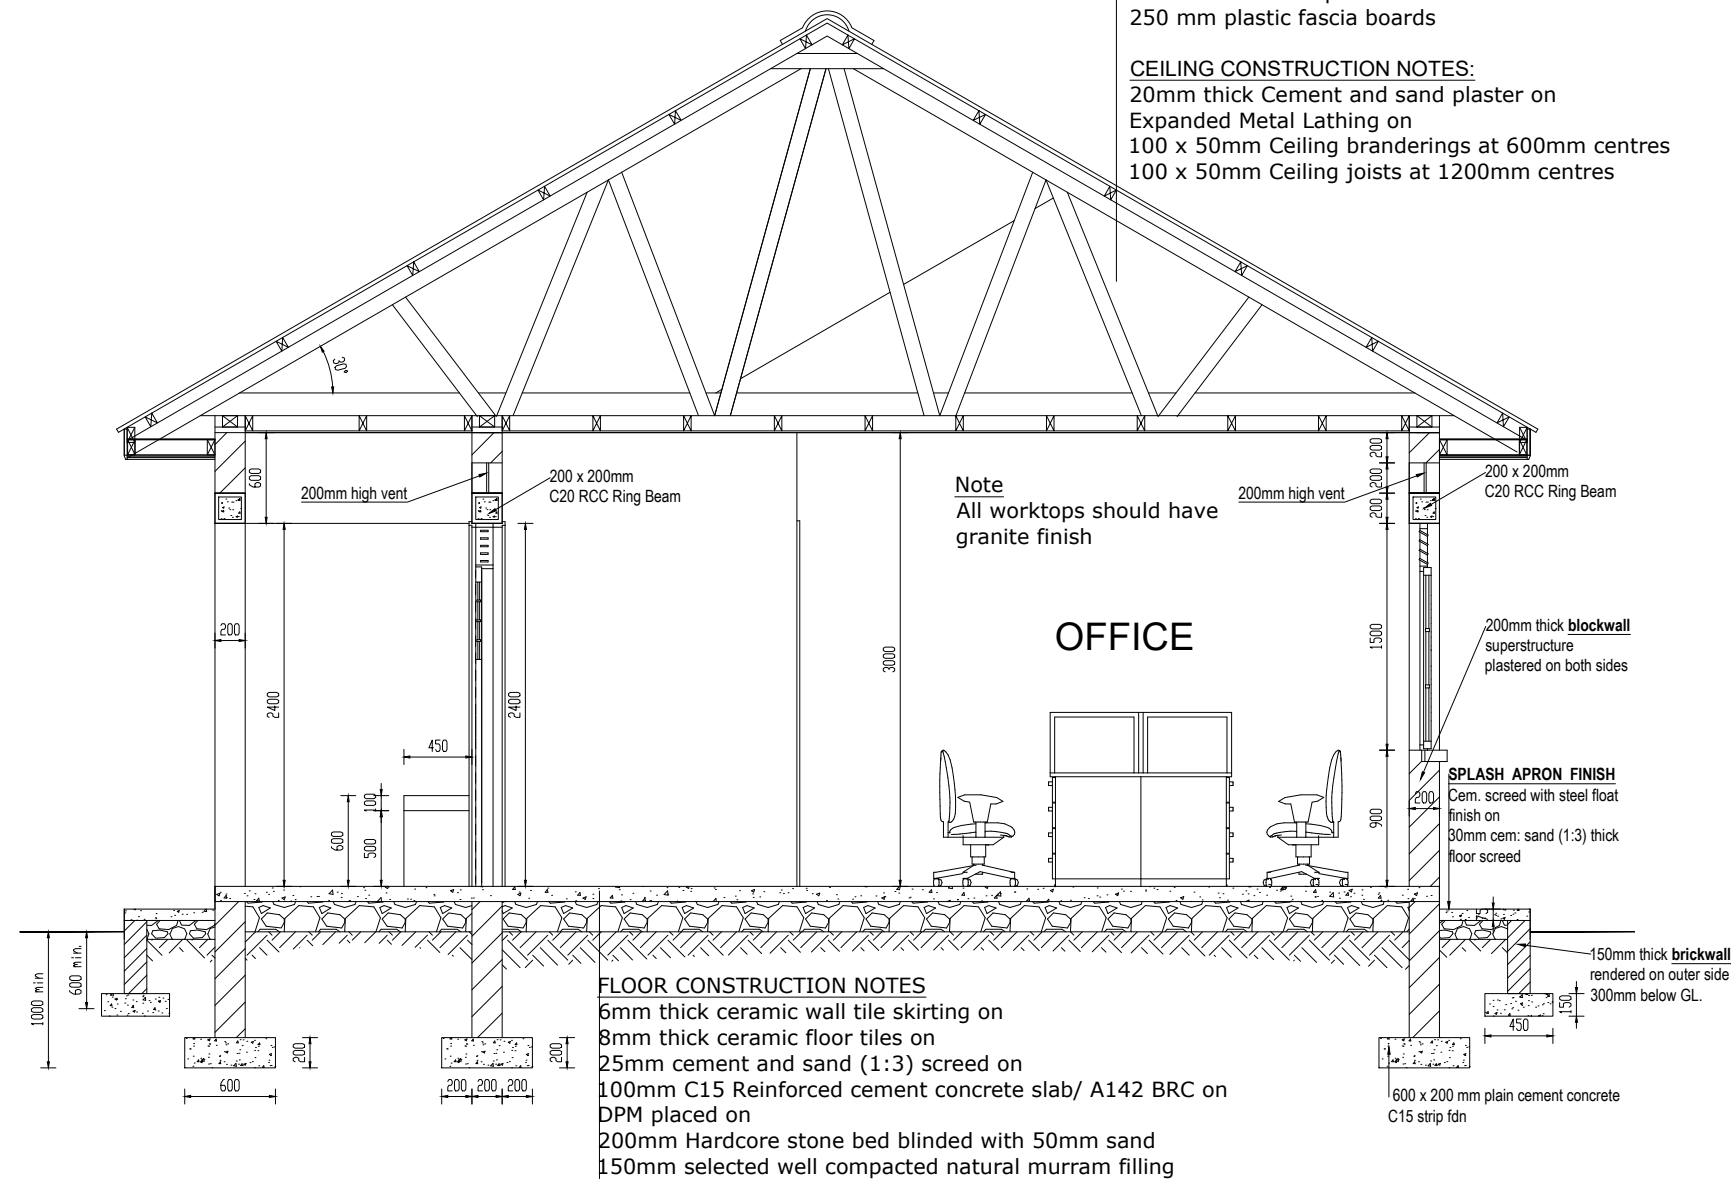 250 mm plastic fascia boards
CEILING CONSTRUCTION NOTES:
20mm thick Cement and sand plaster on
Expanded Metal Lathing on
100 x 50mm Ceiling branderings at 600mm centres
100 x 50mm Ceiling joists at 1200mm centres
30°
600
200mm high vent
200 x 200mm
C20 RCC Ring Beam
Note
All worktops should have
granite finish
200mm high vent
200
200
200
200 x 200mm
C20 RCC Ring Beam
OFFICE
200
2400
2400
3000
1500
200mm thick blockwall
superstructure
plastered on both sides
450
100
600
500
900
200
SPLASH APRON FINISH
Cem. screed with steel float
finish on
30mm cem: sand (1:3) thick
floor screed
1000 min
600 min.
150mm thick brickwall
rendered on outer side
300mm below GL.
150
450
200
600
200
200
200
200
600 x 200 mm plain cement concrete
C15 strip fdn
FLOOR CONSTRUCTION NOTES
6mm thick ceramic wall tile skirting on
8mm thick ceramic floor tiles on
25mm cement and sand (1:3) screed on
100mm C15 Reinforced cement concrete slab/ A142 BRC on
DPM placed on
200mm Hardcore stone bed blinded with 50mm sand
150mm selected well compacted natural murram filling